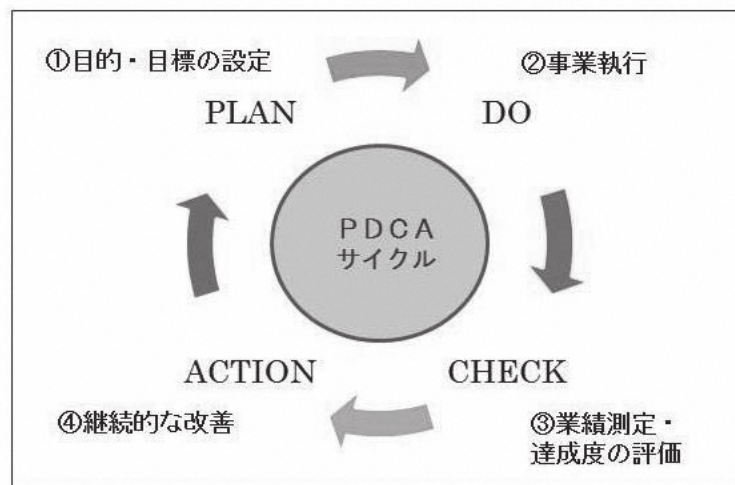 ①目的・目標の設定
PLAN
②事業執行
DO
PDCA
サイクル
ACTION
④継続的な改善
CHECK
③業績測定・
達成度の評価